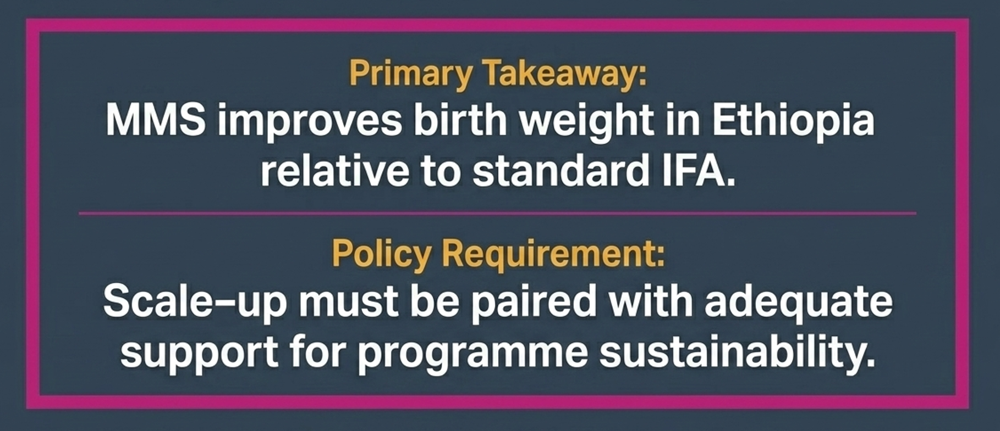 Primary Takeaway:
MMS improves birth weight in Ethiopia
relative to standard IFA.
Policy Requirement:
Scale-up must be paired with adequate
support for programme sustainability.